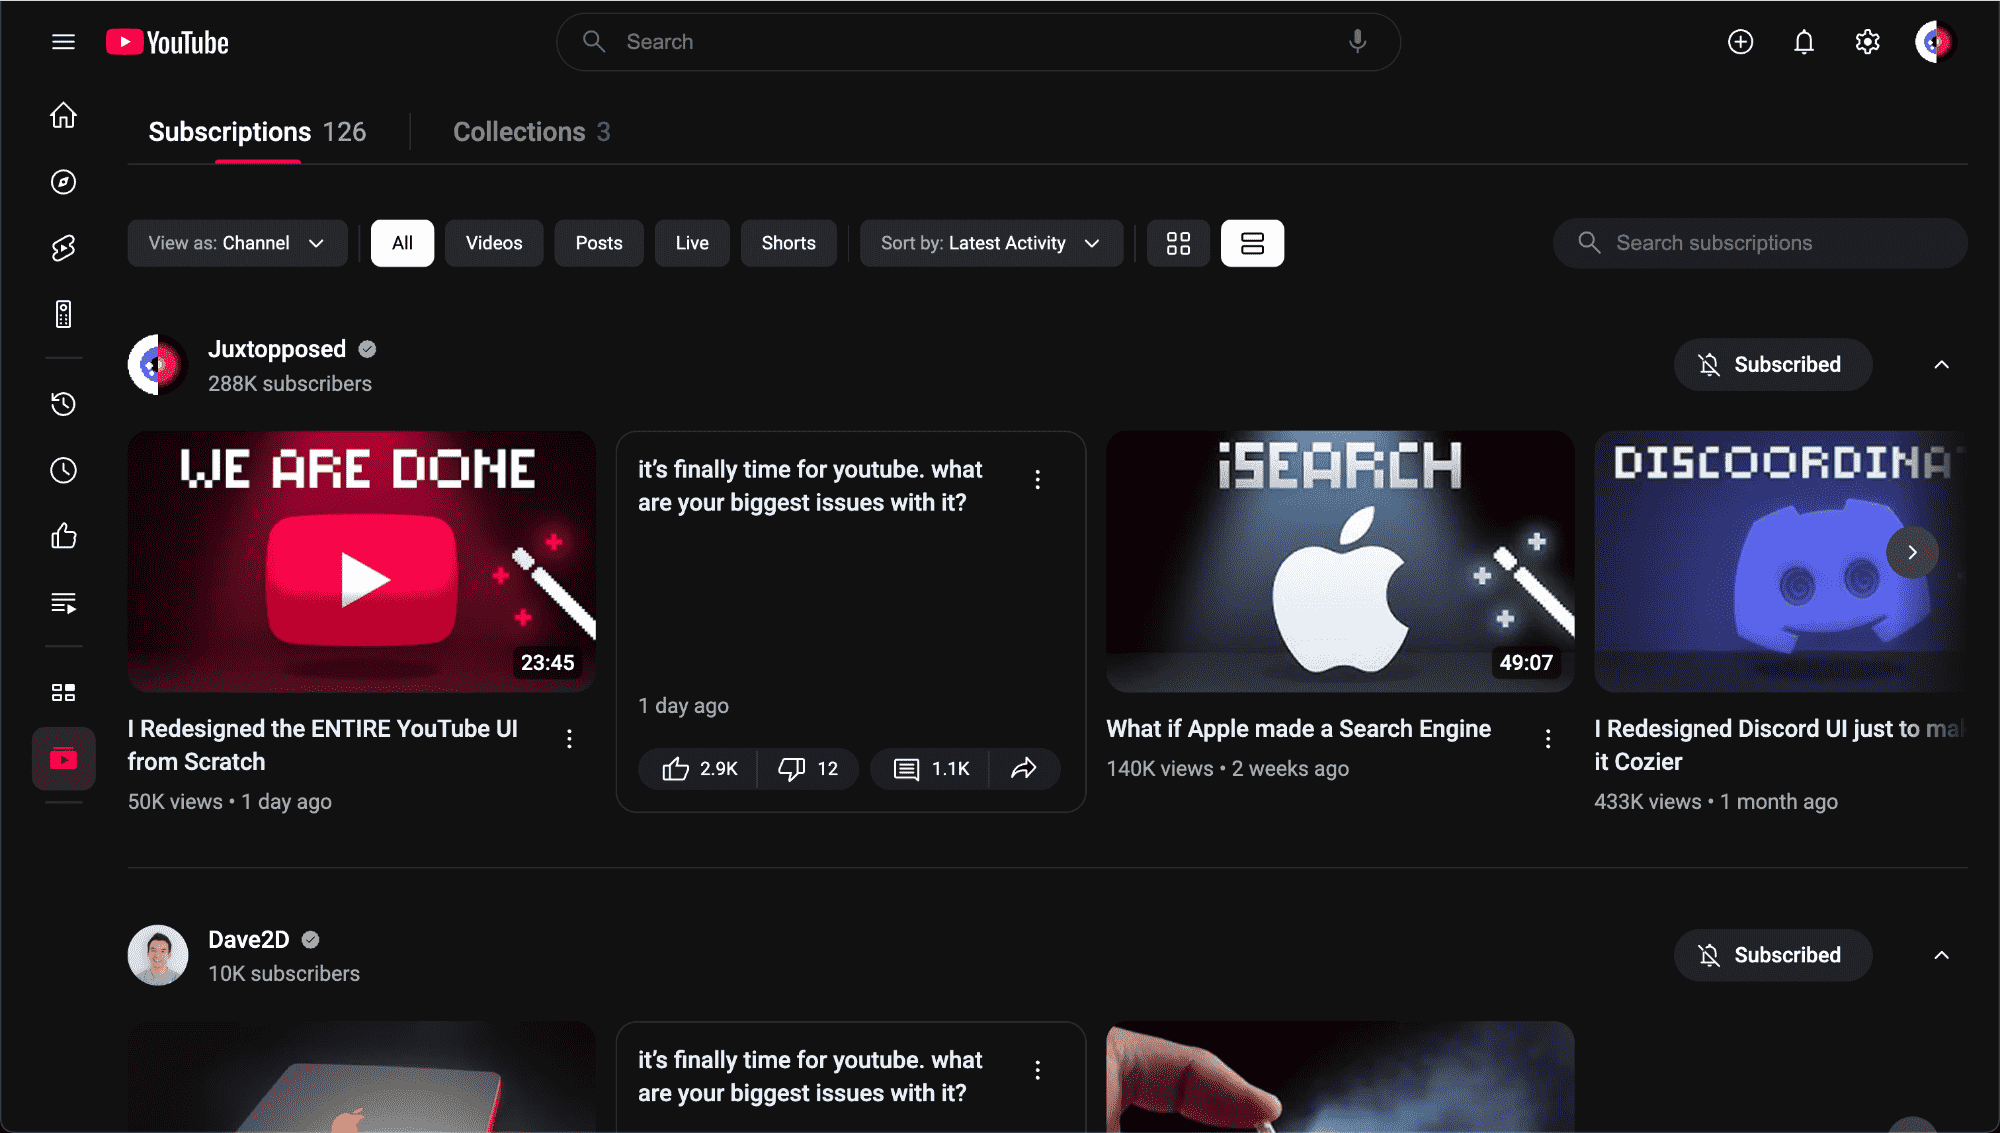 YouTube
Search
Subscriptions 126
Collections 3
View as: Channel
All
Videos
Posts
Live
Shorts
Sort by: Latest Activity
Search subscriptions
Juxtopposed
288K subscribers
Subscribed
WE ARE DONE
23:45
I Redesigned the ENTIRE YouTube UI
from Scratch
50K views • 1 day ago
it’s finally time for youtube. what
are your biggest issues with it?
1 day ago
2.9K
12
1.1K
iSEARCH
49:07
What if Apple made a Search Engine
140K views • 2 weeks ago
DISCOORDINAT
I Redesigned Discord UI just to mak
it Cozier
433K views • 1 month ago
Dave2D
10K subscribers
Subscribed
it’s finally time for youtube. what
are your biggest issues with it?